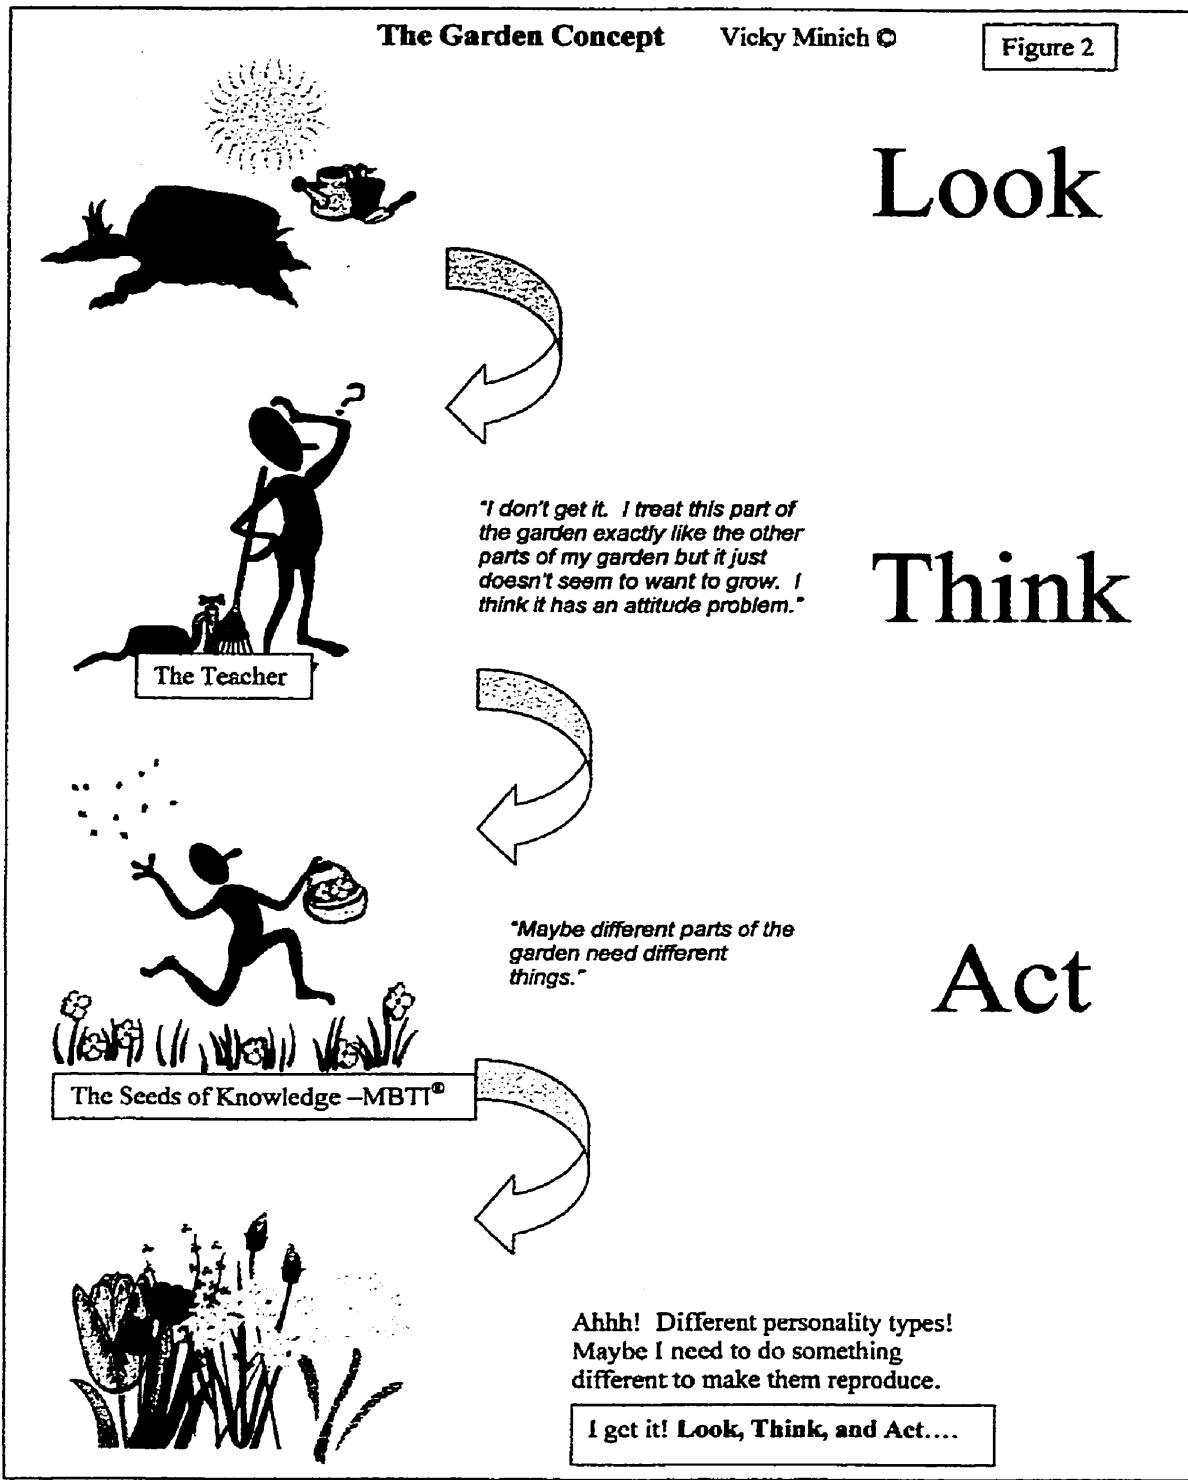 The Garden Concept Vicky Minich ©
Figure 2
Look
?
"I don't get it. I treat this part of
the garden exactly like the other
parts of my garden but it just
doesn't seem to want to grow. I
think it has an attitude problem."
Think
The Teacher
"Maybe different parts of the
garden need different
things."
Act
The Seeds of Knowledge –MBTI®
Ahhh! Different personality types!
Maybe I need to do something
different to make them reproduce.
I get it! Look, Think, and Act....